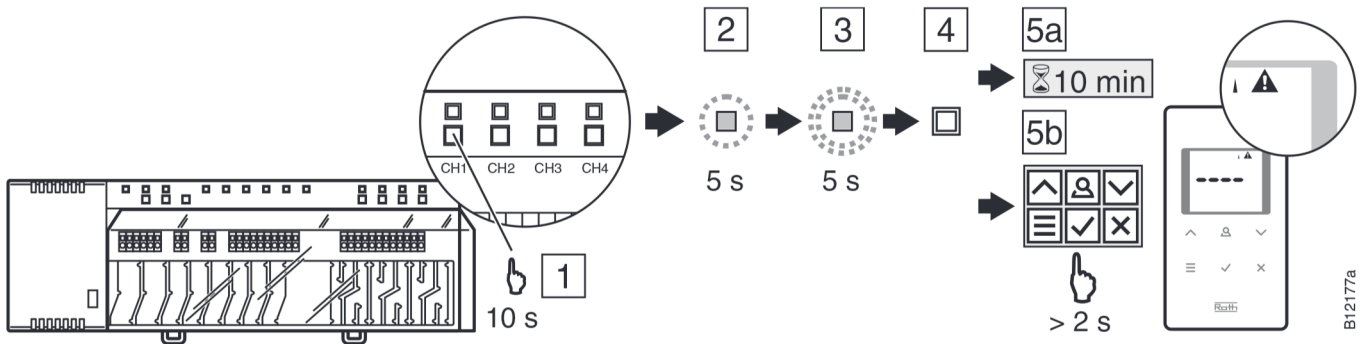 CH1 CH2 CH3 CH4
1
10 s
2
5 s
3
5 s
4
5a
10 min
5b
> 2 s
----
Roth
B12177a